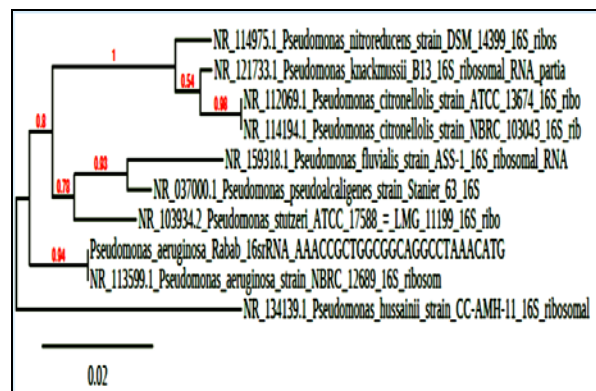 NR_114975.1_Pseudomonas_nitroreducens_strain_DSM_14399_16S_ribos
1
NR_121733.1_Pseudomonas_knackmussii_B13_16S_ribosomal_RNA_partia
0.54
NR_112069.1_Pseudomonas_citronellolis_strain_ATCC_13674_16S_ribo
0.98
NR_114194.1_Pseudomonas_citronellolis_strain_NBRC_103043_16S_rib
0.8
NR_159318.1_Pseudomonas_fluvialis_strain_ASS-1_16S_ribosomal_RNA
0.93
NR_037000.1_Pseudomonas_pseudoalcaligenes_strain_Stanier_63_16S
0.78
NR_103934.2_Pseudomonas_stutzeri_ATCC_17588_=_LMG_11199_16S_ribo
Pseudomonas_aeruginosa_Rabab_16srRNA_AAACCGCTGGCGGCAGGCCTAAACATG
0.94
NR_113599.1_Pseudomonas_aeruginosa_strain_NBRC_12689_16S_ribosom
NR_134139.1_Pseudomonas_hussainii_strain_CC-AMH-11_16S_ribosomal
0.02